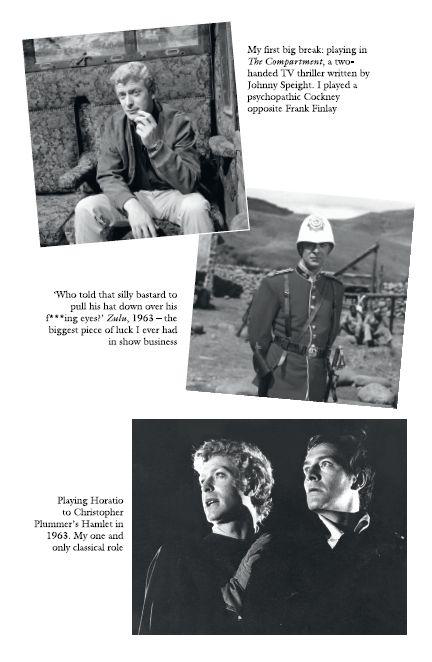 My first big break: playing in
The Compartment, a two-
handed TV thriller written by
Johnny Speight. I played a
psychopathic Cockney
opposite Frank Finlay
‘Who told that silly bastard to
pull his hat down over his
f***ing eyes?’ Zulu, 1963 – the
biggest piece of luck I ever had
in show business
Playing Horatio
to Christopher
Plummer’s Hamlet in
1963. My one and
only classical role